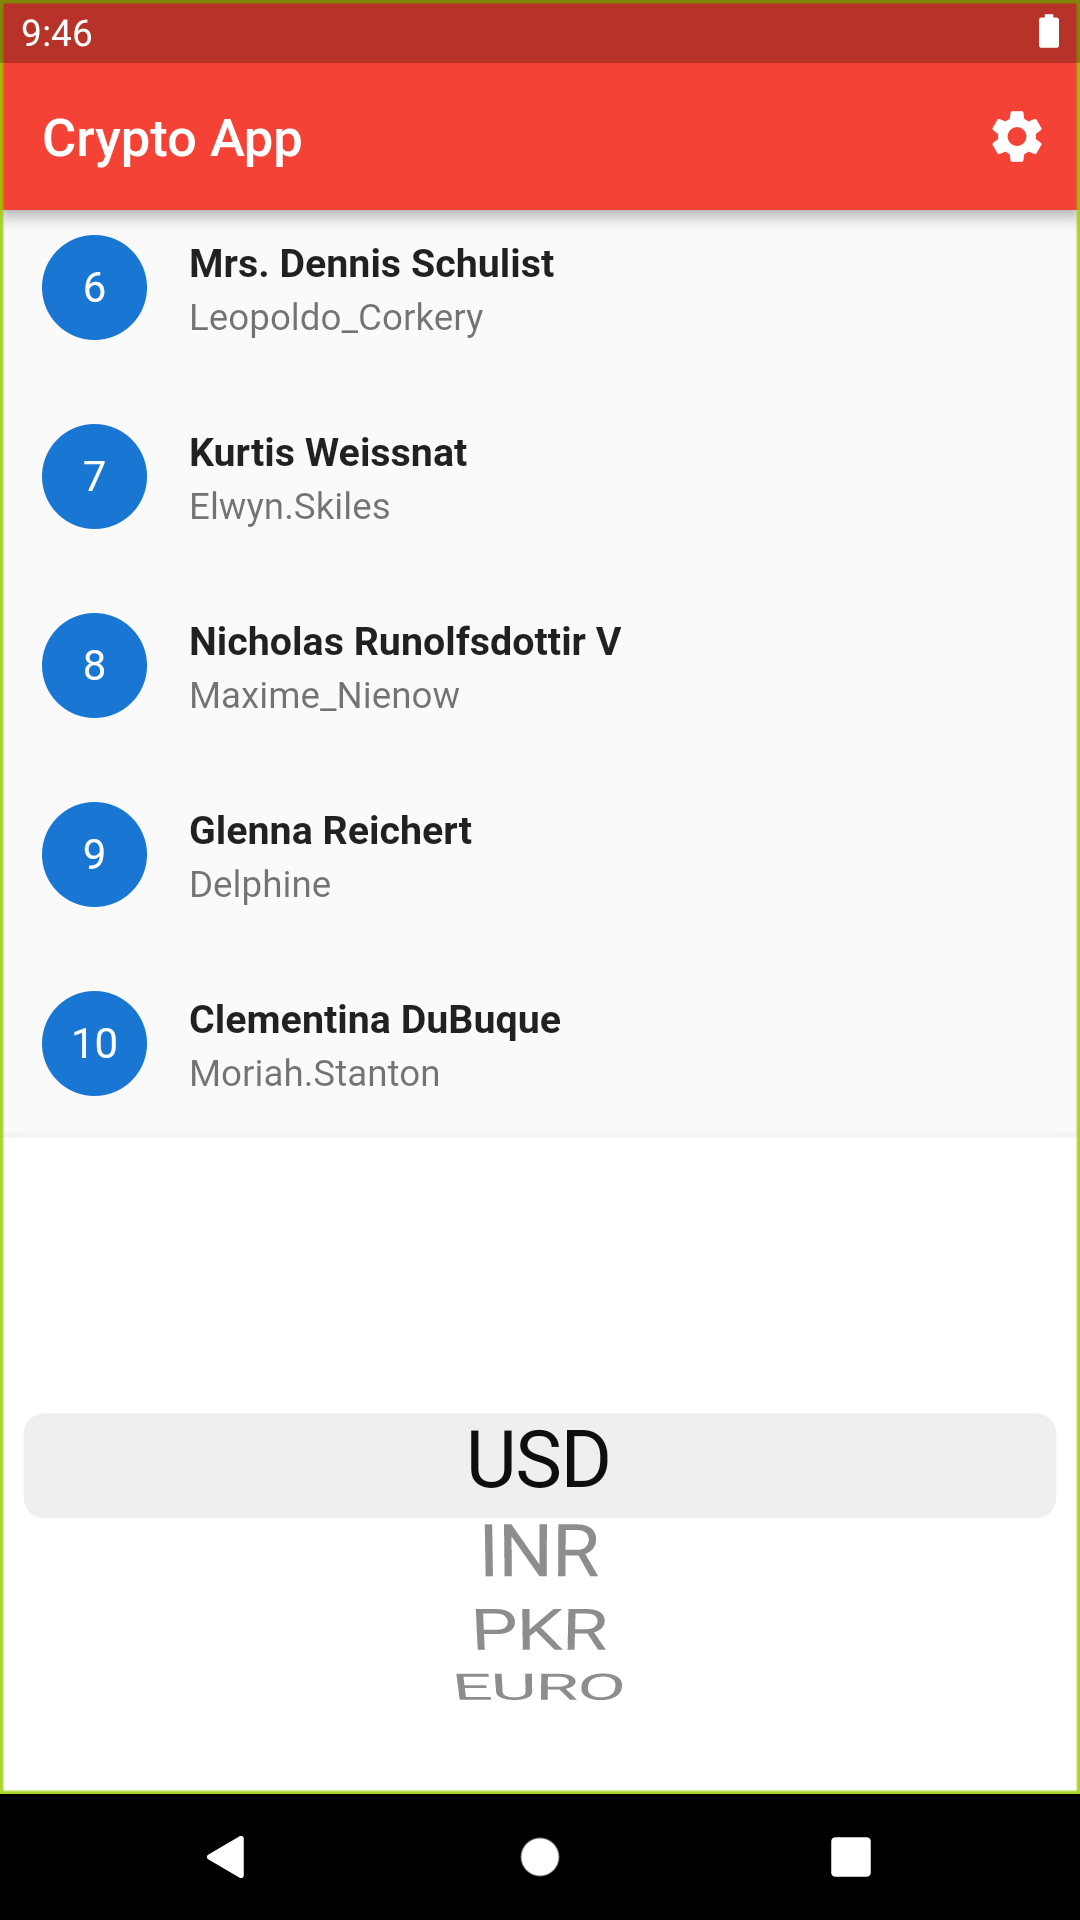 9:46
Crypto App
6
Mrs. Dennis Schulist
Leopoldo_Corkery
7
Kurtis Weissnat
Elwyn.Skiles
8
Nicholas Runolfsdottir V
Maxime_Nienow
9
Glenna Reichert
Delphine
10
Clementina DuBuque
Moriah.Stanton
USD
INR
PKR
EURO